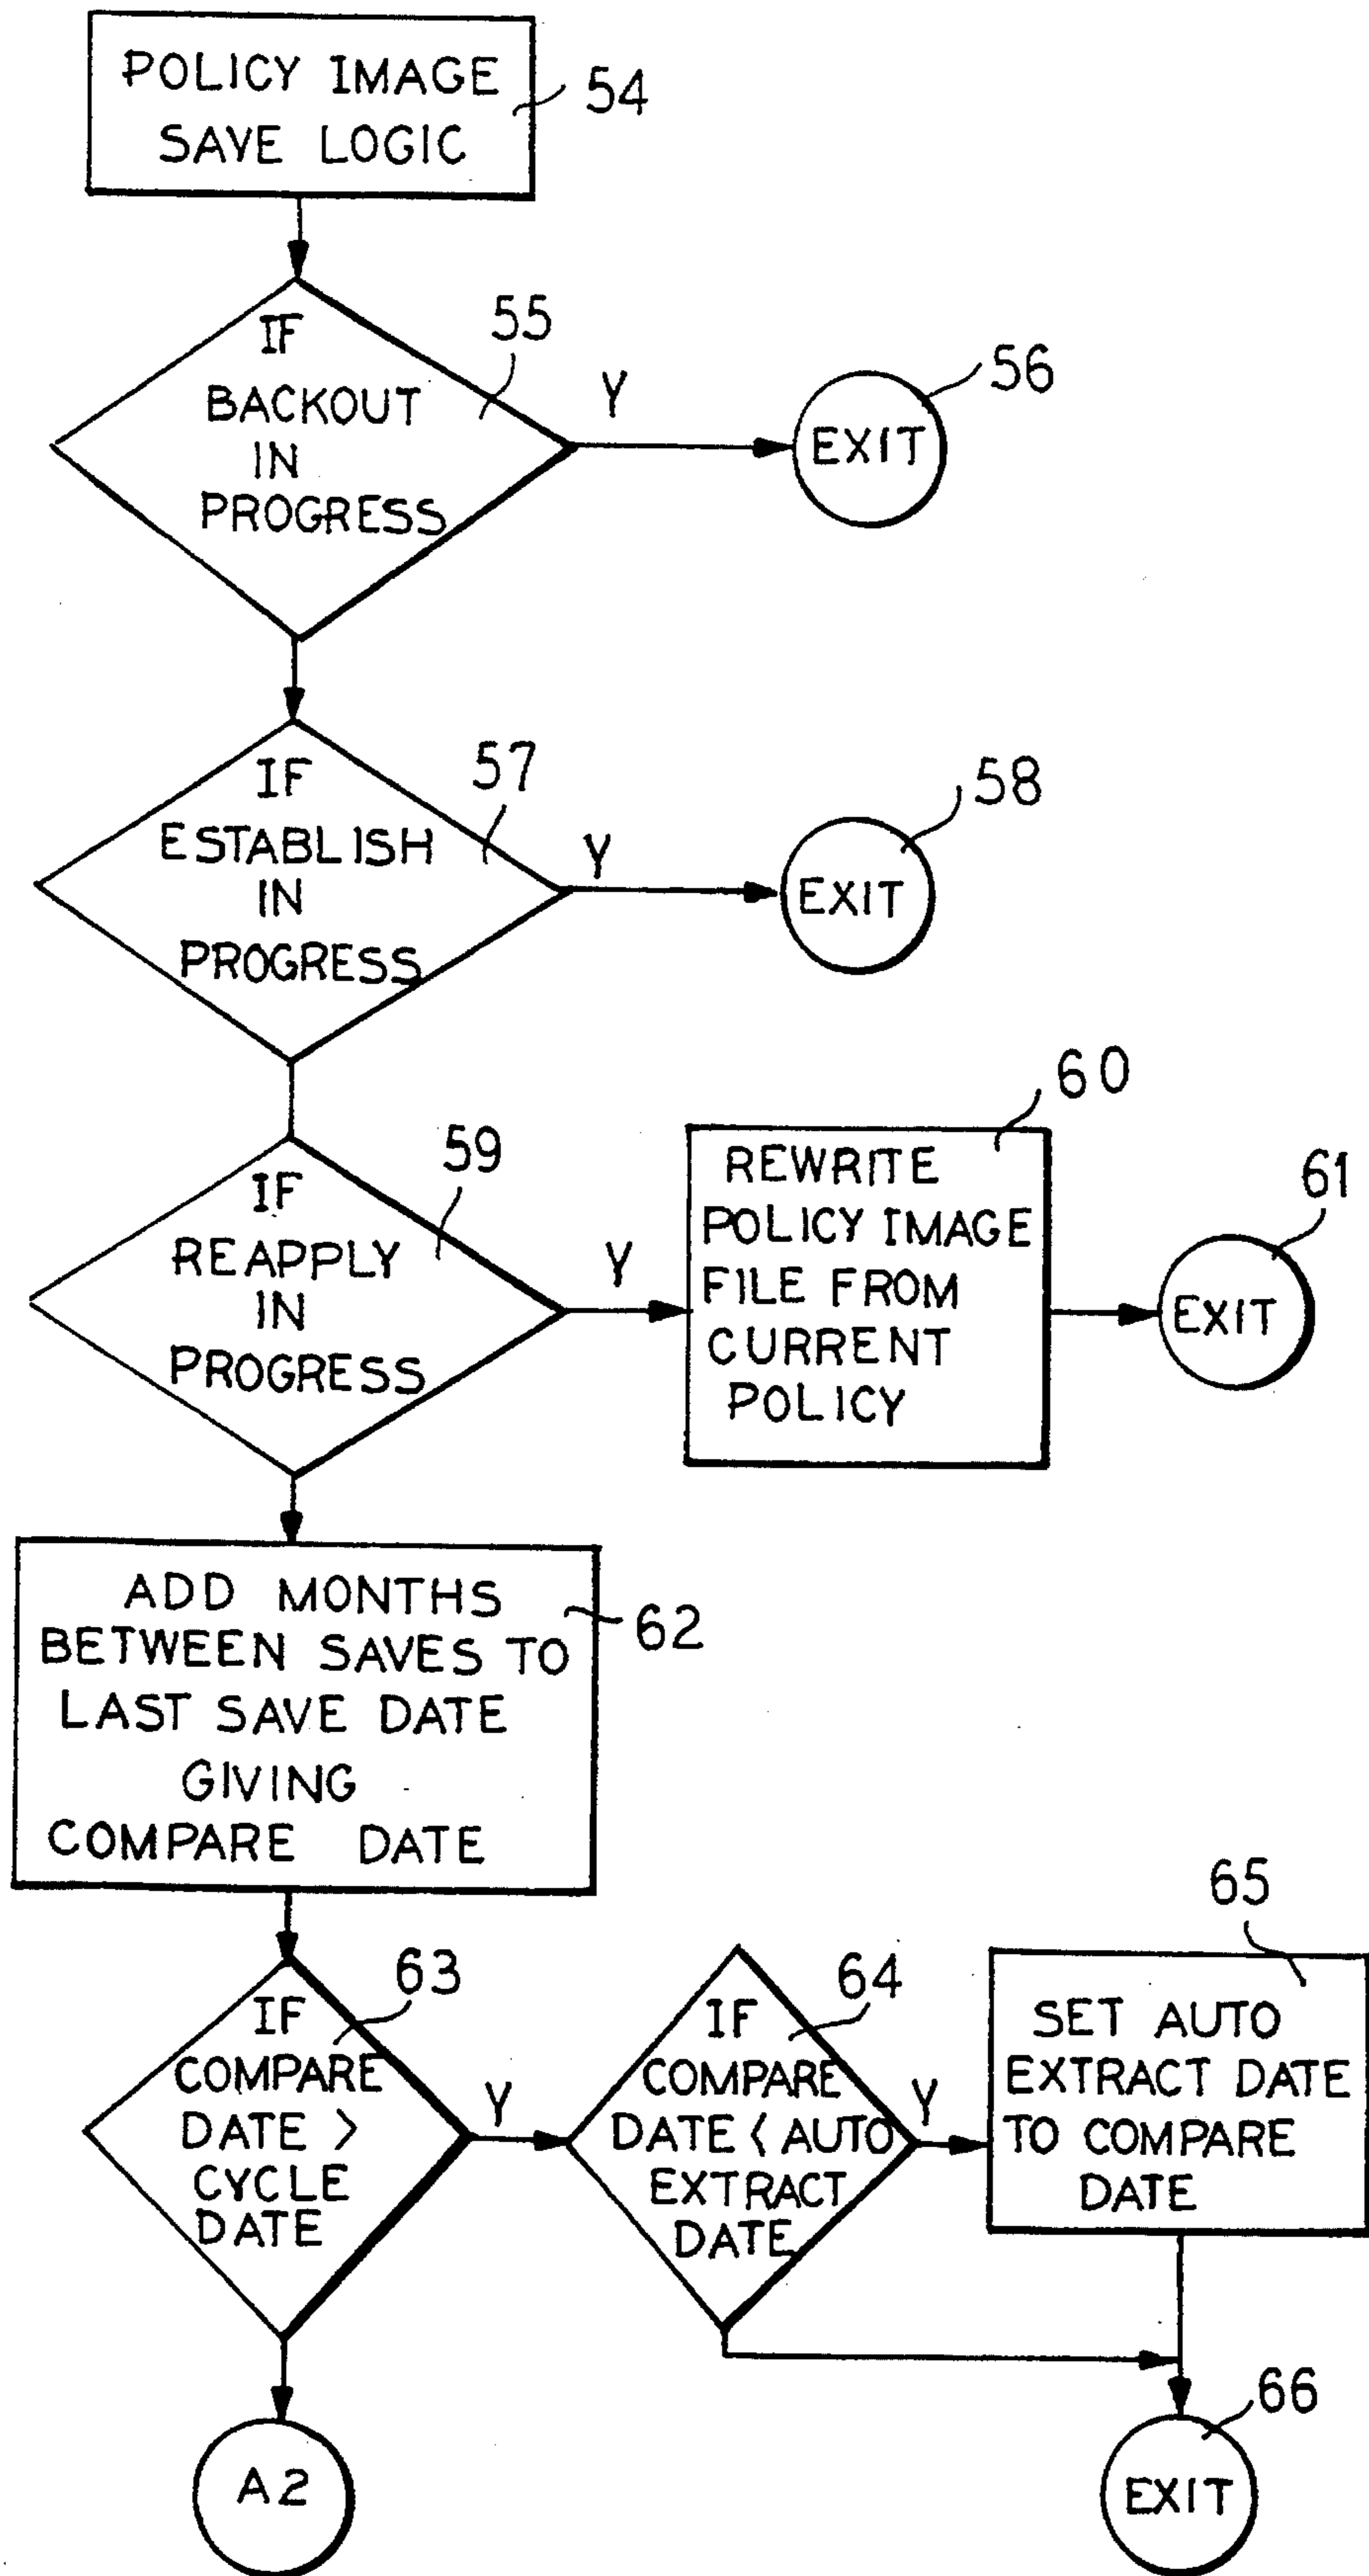 POLICY IMAGE
SAVE LOGIC
54
IF
BACKOUT
IN
PROGRESS
55
Y
EXIT
56
IF
ESTABLISH
IN
PROGRESS
57
Y
EXIT
58
IF
REAPPLY
IN
PROGRESS
59
Y
REWRITE
POLICY IMAGE
FILE FROM
CURRENT
POLICY
60
EXIT
61
ADD MONTHS
BETWEEN SAVES TO
LAST SAVE DATE
GIVING
COMPARE DATE
62
IF
COMPARE
DATE >
CYCLE
DATE
63
Y
IF
COMPARE
DATE < AUTO
EXTRACT
DATE
64
Y
SET AUTO
EXTRACT DATE
TO COMPARE
DATE
65
A2
EXIT
66